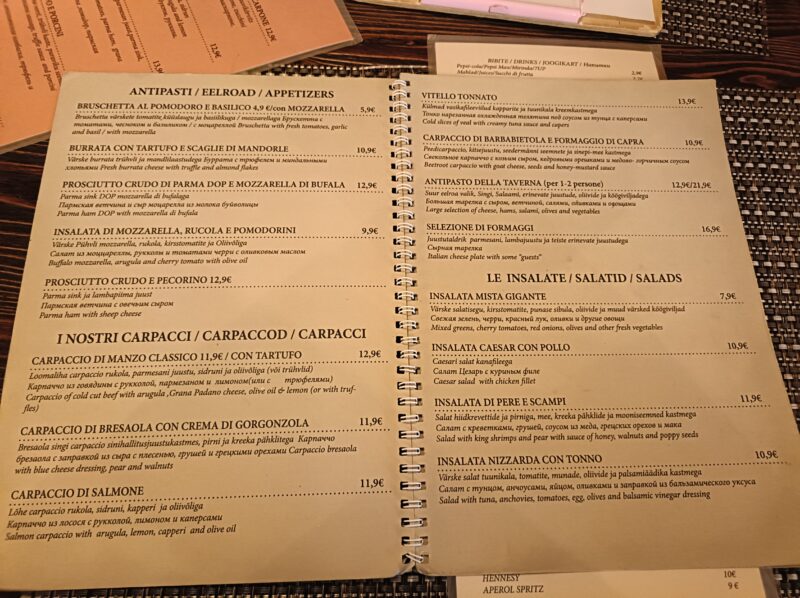 ANTIPASTI / EELROAD / APPETIZERS
BRUSCHETTA AL POMODORO E BASILICO 4,9 €/con MOZZARELLA 5,9€
Bruschetta värskete tomatite, küüslaugu ja basiilikuga / mozzarellaga Брускетта с
томатами, чесноком и базиликом / с моцареллой Bruschetta with fresh tomatoes, garlic
and basil / with mozzarella
BURRATA CON TARTUFO E SCAGLIE DI MANDORLE 10,9€
Värske burrata trühvli ja mandlilaastudega Буррата с трюфелем и миндальными
хлопьями Fresh burrata cheese with truffle and almond flakes
PROSCIUTTO CRUDO DI PARMA DOP E MOZZARELLA DI BUFALA 12,9€
Parma sink DOP mozzarella di bufalaga
Пармская ветчина и сыр моцарелла из молока буйволицы
Parma ham DOP with mozzarella di bufala
INSALATA DI MOZZARELLA, RUCOLA E POMODORINI 9,9€
Värske Pühvli mozzarella, rukola, kirsstomatite ja Oliivõliga
Салат из моцареллы, рукколы и томатами черри с оливковым маслом
Buffalo mozzarella, arugula and cherry tomato with olive oil
PROSCIUTTO CRUDO E PECORINO 12,9€
Parma sink ja lambapiima juust
Пармская ветчина с овечьим сыром
Parma ham with sheep cheese
I NOSTRI CARPACCI / CARPACCOD / CARPACCI
CARPACCIO DI MANZO CLASSICO 11,9€ / CON TARTUFO 12,9€
Loomaliha carpaccio rukola, parmesani juustu, sidruni ja oliivõliga (või trühvlid)
Карпаччо из говядины с рукколой, пармезаном и лимоном(или с трюфелями)
Carpaccio of cold cut beef with arugula ,Grana Padano cheese, olive oil & lemon (or with truf-
fles)
CARPACCIO DI BRESAOLA CON CREMA DI GORGONZOLA 11,9€
Bresaola singi carpaccio sinihallitusjuustukastmes, pirni ja kreeka pähklitega Карпаччо
брезаола с заправкой из сыра с плесенью, грушей и грецкими орехами Carpaccio bresaola
with blue cheese dressing, pear and walnuts
CARPACCIO DI SALMONE 11,9€
Lõhe carpaccio rukola, sidruni, kapperi ja oliivõliga
Карпаччо из лосося с рукколой, лимоном и каперсами
Salmon carpaccio with arugula, lemon, capperi and olive oil
BIBITE / DRINKS / JOOGIKART / Напитки
Pepsi-cola/Pepsi Max/Mirinda/7UP
Mahlad/Juices/Succhi di frutta 2,9€
VITELLO TONNATO 13,9€
Külmad vasikafileeviilud kapparite ja tuunikala kreemkastmega
Тонко нарезанная охлажденная телятина под соусом из тунца с каперсами
Cold slices of veal with creamy tuna sauce and capers
CARPACCIO DI BARBABIETOLA E FORMAGGIO DI CAPRA 10,9€
Peedicarpaccio, kitsejuustu, seedermänni seemnete ja sinepi-mee kastmega
Свекольное карпаччо с козьим сыром, кедровыми орешками и медово- горчичным соусом
Beetroot carpaccio with goat cheese, seeds and honey-mustard sauce
ANTIPASTO DELLA TAVERNA (per 1-2 persone) 12,9€/21,9€
Suur eelroa valik, Singi, Salaami, erinevate juustude, oliivide ja köögiviljadega
Большая тарелка с сыром, ветчиной, салями, оливками и овощами
Large selection of cheese, hams, salami, olives and vegetables
SELEZIONE DI FORMAGGI 16,9€
Juustutaldrik parmesani, lambajuustu ja teiste erinevate juustudega
Сырная тарелка
Italian cheese plate with some "guests"
LE INSALATE / SALATID / SALADS
INSALATA MISTA GIGANTE 7,9€
Värske salatisegu, kirsstomatite, punase sibula, oliivide ja muud värsked köögiviljad
Свежая зелень, черри, красный лук, оливки и другие овощи
Mixed greens, cherry tomatoes, red onions, olives and other fresh vegetables
INSALATA CAESAR CON POLLO 10,9€
Caesari salat kanafileega
Салат Цезарь с куриным филе
Caesar salad with chicken fillet
INSALATA DI PERE E SCAMPI 11,9€
Salat hiidkrevettide ja pirniga, mee, kreeka pähklide ja mooniseemned kastmega
Салат с креветками, грушей, соусом из меда, грецких орехов и мака
Salad with king shrimps and pear with sauce of honey, walnuts and poppy seeds
INSALATA NIZZARDA CON TONNO 10,9€
Värske salat tuunikala, tomatite, munade, oliivide ja palsamiäädika kastmega
Салат с тунцом, анчоусами, яйцом, оливками и заправкой из бальзамического уксуса
Salad with tuna, anchovies, tomatoes, egg, olives and balsamic vinegar dressing
HENNESY 10€
APEROL SPRITZ 9 €